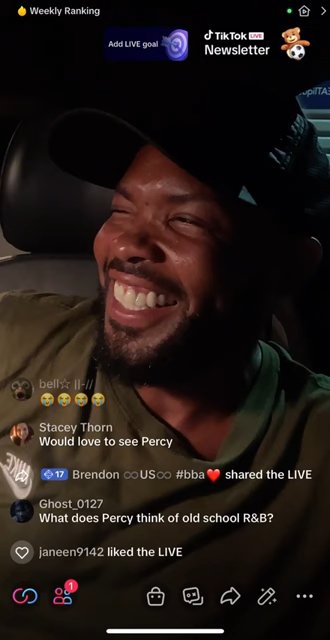 Weekly Ranking
Add LIVE goal
TikTok LIVE
Newsletter
bell☆ ||-//
😭😭😭😭
Stacey Thorn
Would love to see Percy
17 Brendon ∞US∞ #bba❤️ shared the LIVE
Ghost_0127
What does Percy think of old school R&B?
janeen9142 liked the LIVE
1